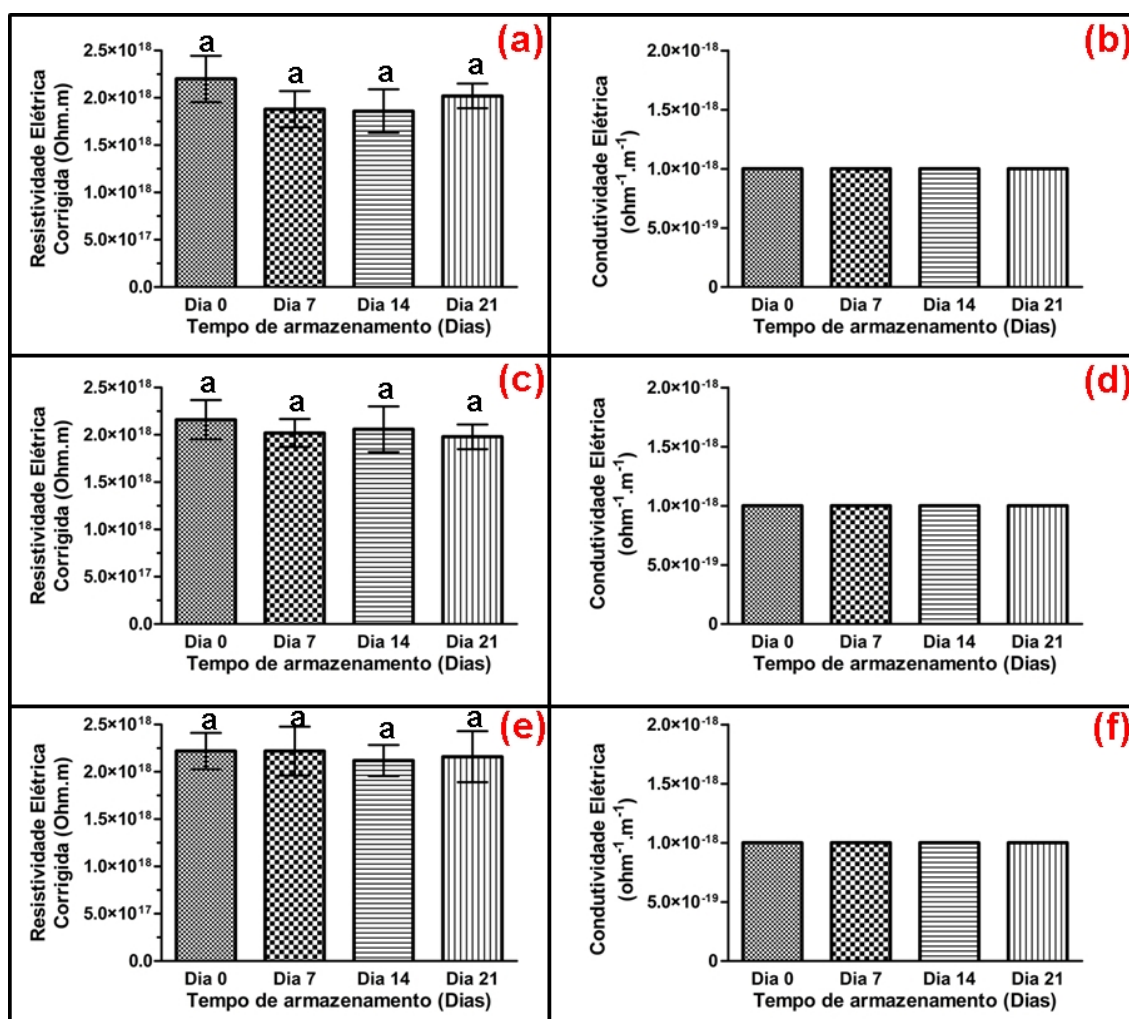 (a)
a a a a
Resistividade Elétrica
Corrigida (Ohm.m)
2.5×10¹⁸
2.0×10¹⁸
1.5×10¹⁸
1.0×10¹⁸
5.0×10¹⁷
0.0
Dia 0 Dia 7 Dia 14 Dia 21
Tempo de armazenamento (Dias)
(b)
Condutividade Elétrica
(ohm⁻¹.m⁻¹)
2.0×10⁻¹⁸
1.5×10⁻¹⁸
1.0×10⁻¹⁸
5.0×10⁻¹⁹
0
Dia 0 Dia 7 Dia 14 Dia 21
Tempo de armazenamento (Dias)
(c)
a a a a
Resistividade Elétrica
Corrigida (Ohm.m)
2.5×10¹⁸
2.0×10¹⁸
1.5×10¹⁸
1.0×10¹⁸
5.0×10¹⁷
0.0
Dia 0 Dia 7 Dia 14 Dia 21
Tempo de armazenamento (Dias)
(d)
Condutividade Elétrica
(ohm⁻¹.m⁻¹)
2.0×10⁻¹⁸
1.5×10⁻¹⁸
1.0×10⁻¹⁸
5.0×10⁻¹⁹
0
Dia 0 Dia 7 Dia 14 Dia 21
Tempo de armazenamento (Dias)
(e)
a a a a
Resistividade Elétrica
Corrigida (Ohm.m)
2.5×10¹⁸
2.0×10¹⁸
1.5×10¹⁸
1.0×10¹⁸
5.0×10¹⁷
0.0
Dia 0 Dia 7 Dia 14 Dia 21
Tempo de armazenamento (Dias)
(f)
Condutividade Elétrica
(ohm⁻¹.m⁻¹)
2.0×10⁻¹⁸
1.5×10⁻¹⁸
1.0×10⁻¹⁸
5.0×10⁻¹⁹
0
Dia 0 Dia 7 Dia 14 Dia 21
Tempo de armazenamento (Dias)